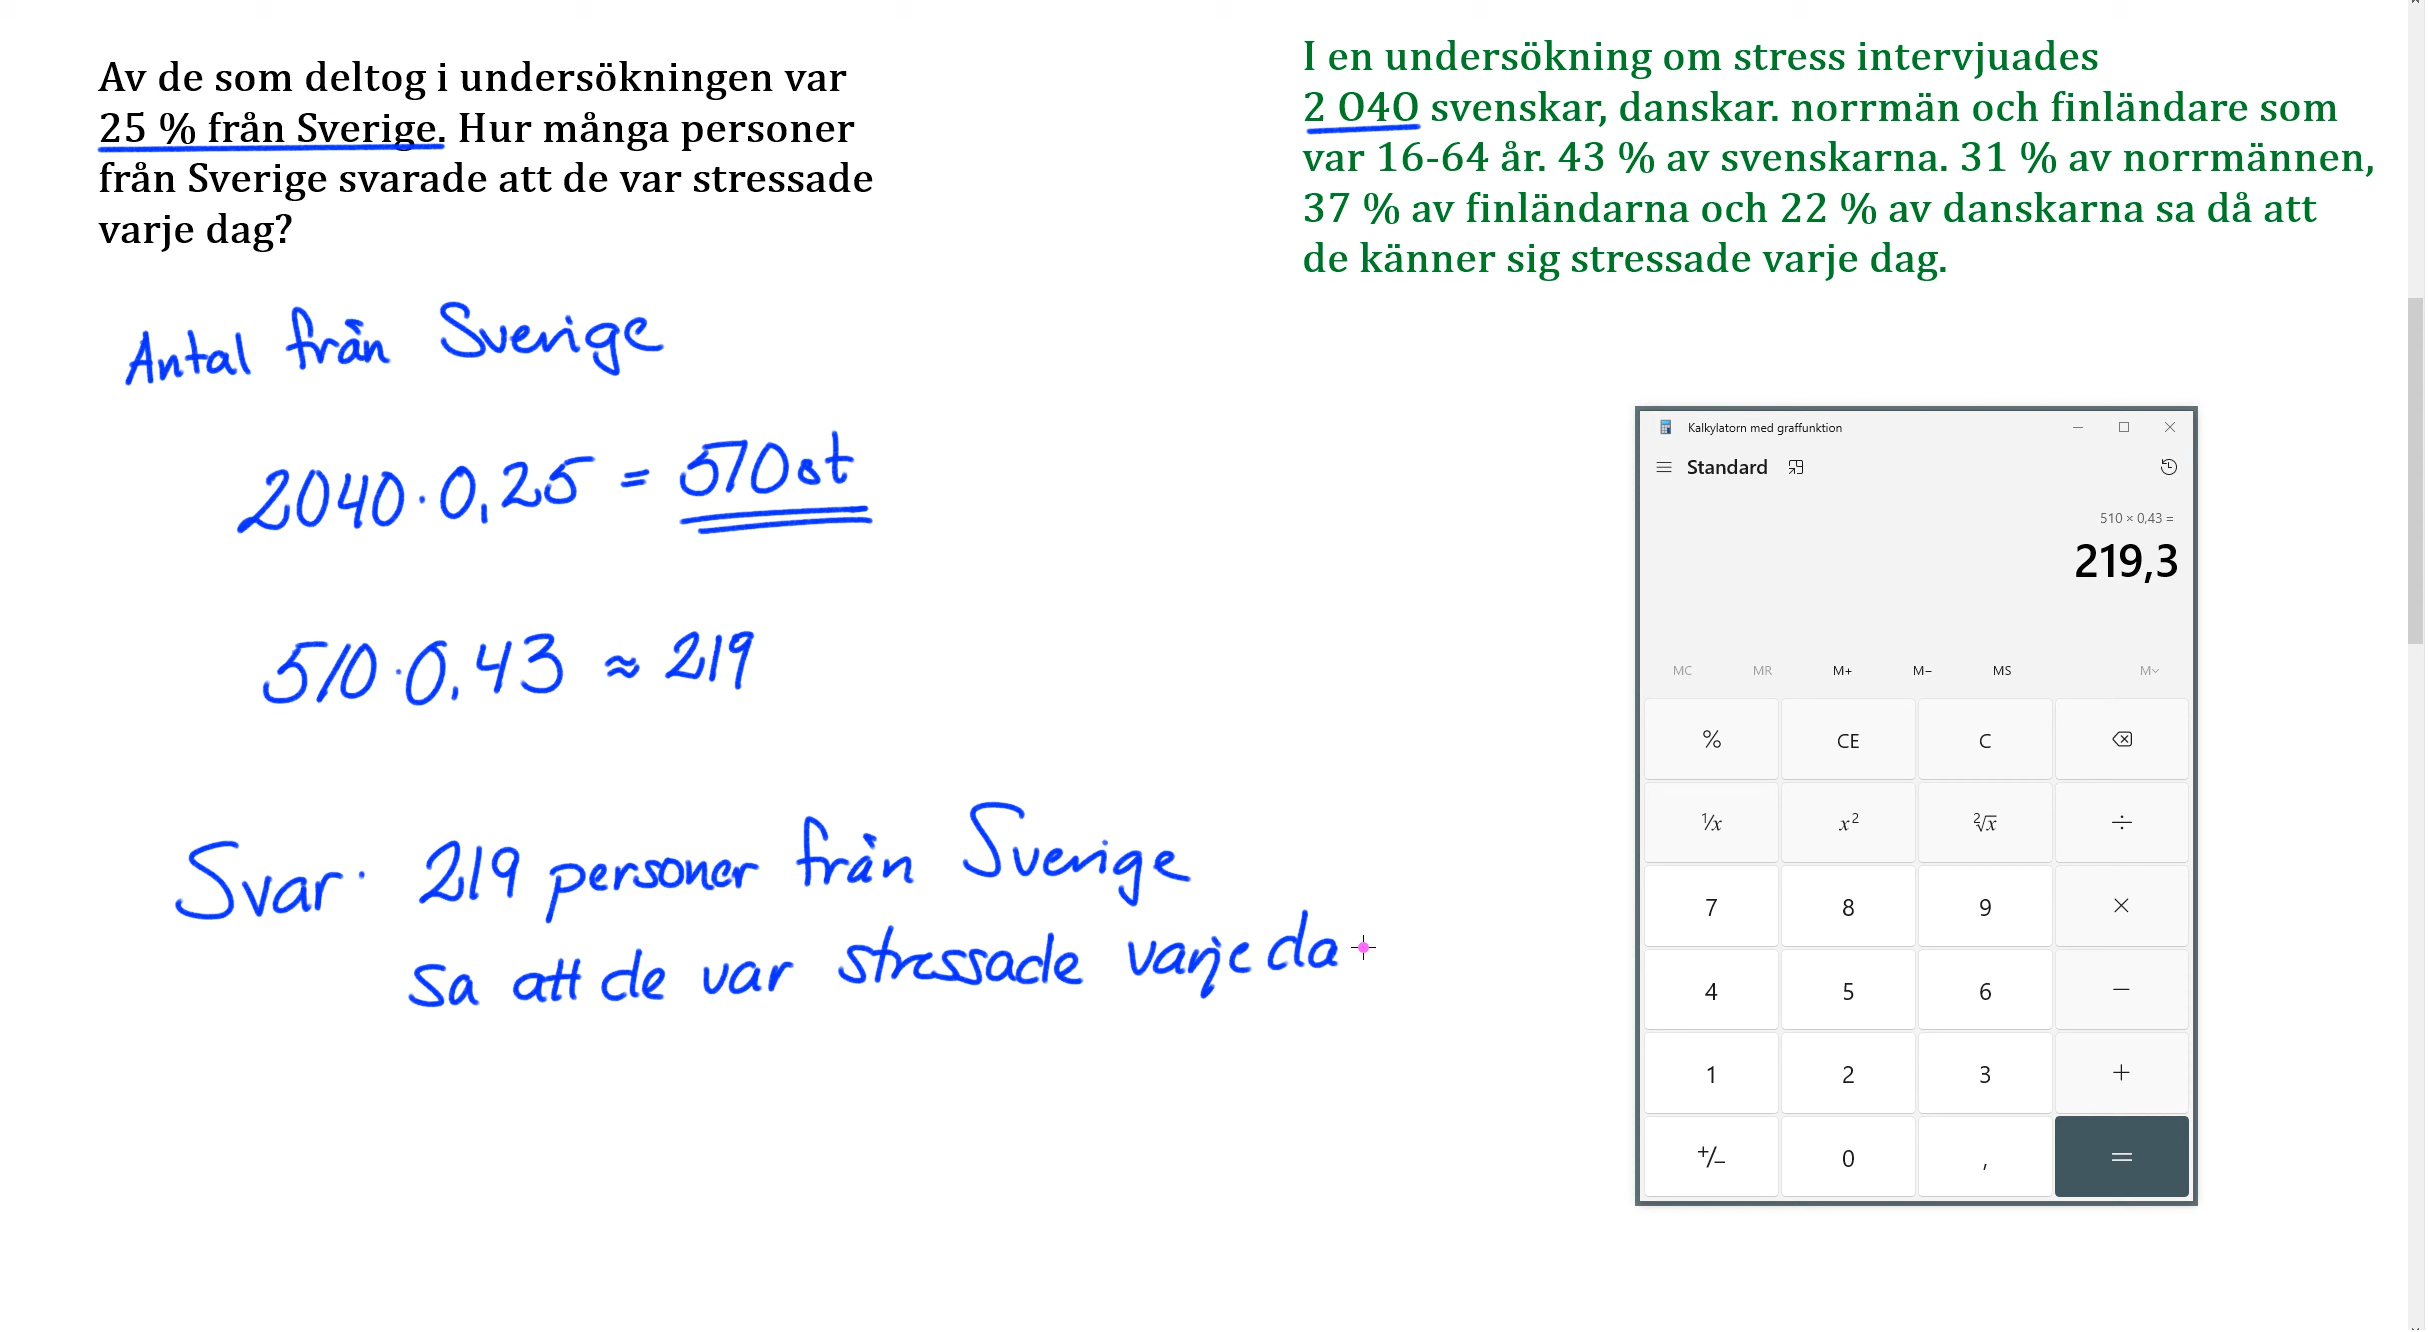 Av de som deltog i undersökningen var
25 % från Sverige. Hur många personer
från Sverige svarade att de var stressade
varje dag?
I en undersökning om stress intervjuades
2 040 svenskar, danskar. norrmän och finländare som
var 16-64 år. 43 % av svenskarna. 31 % av norrmännen,
37 % av finländarna och 22 % av danskarna sa då att
de känner sig stressade varje dag.
Antal från Sverige
2040·0,25 = 510st
510·0,43 ≈ 219
Svar· 219 personer från Sverige
sa att de var stressade varje da
Kalkylatorn med graffunktion
Standard
510 × 0,43 =
219,3
MC MR M+ M− MS M˅
% CE C
¹/x x² ²√x ÷
7 8 9 ×
4 5 6 −
1 2 3 +
+/− 0 , =